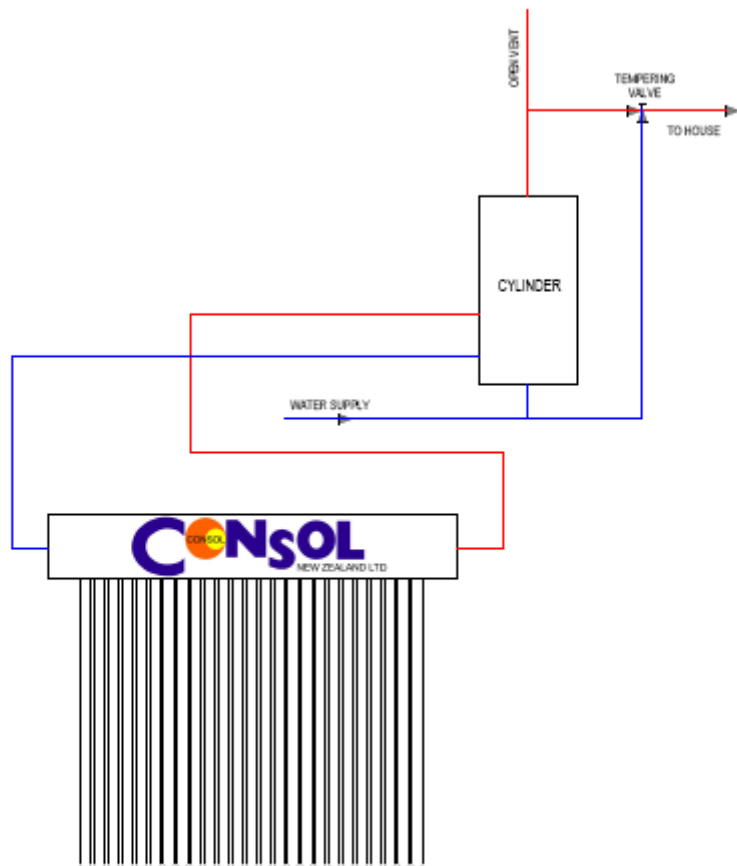 OPEN VENT
TEMPERING
VALVE
TO HOUSE
CYLINDER
WATER SUPPLY
CONSOL
CONSOL
NEW ZEALAND LTD